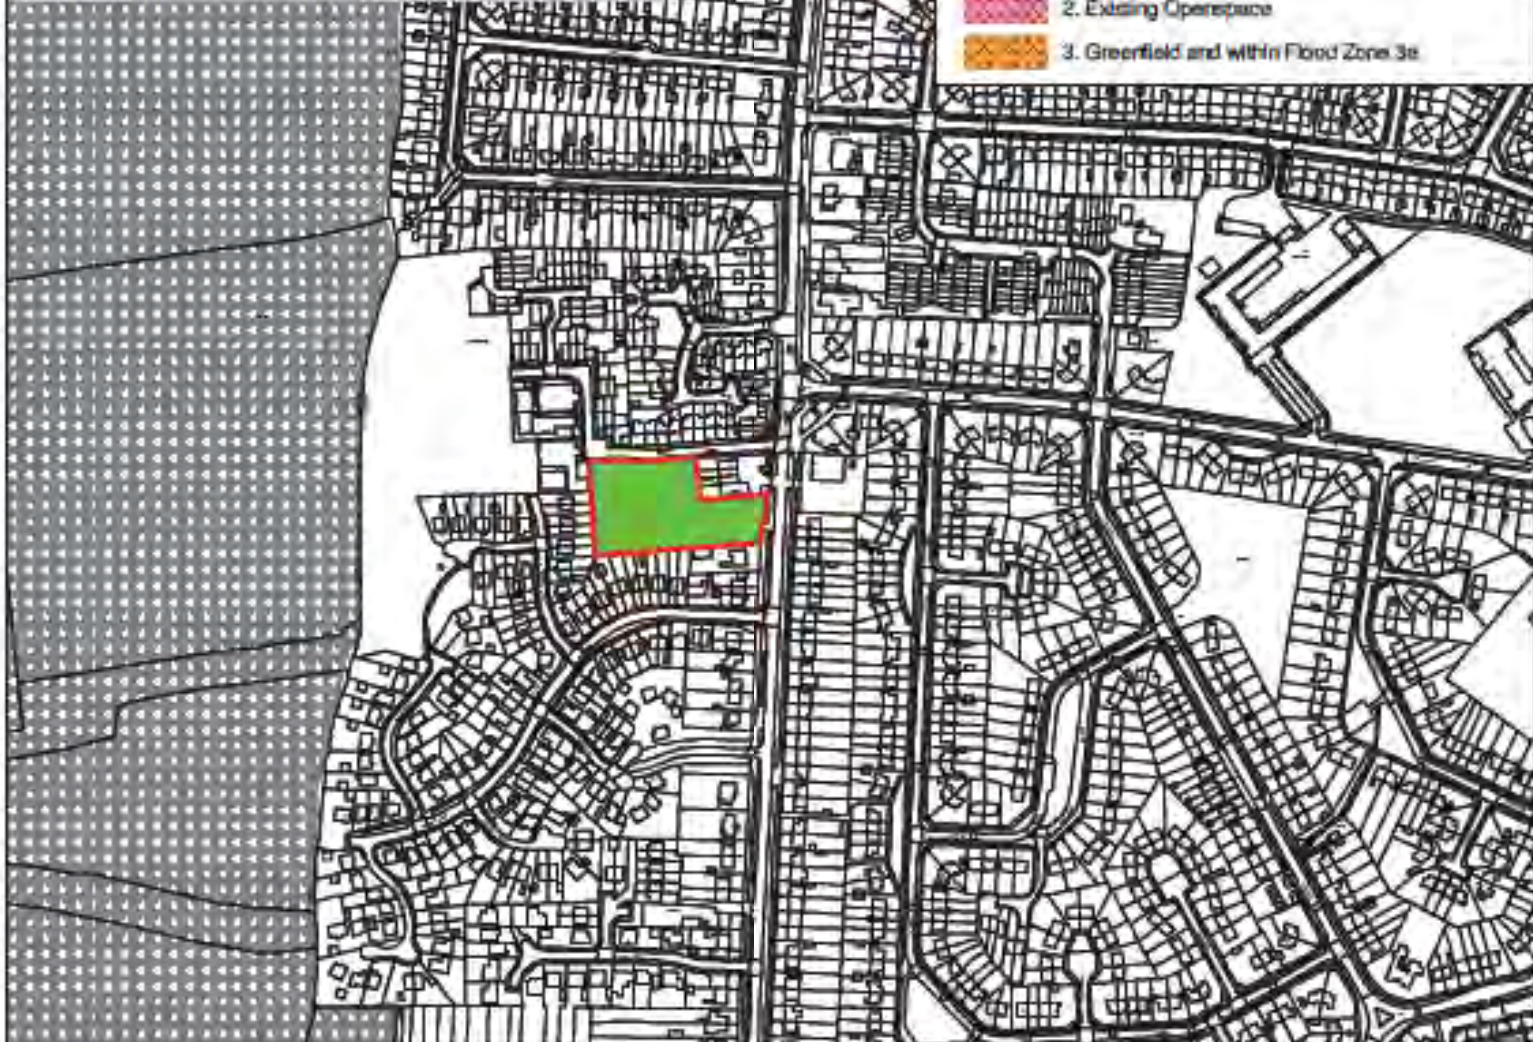 2. Existing Openspace
3. Greenfield and within Flood Zone 3a